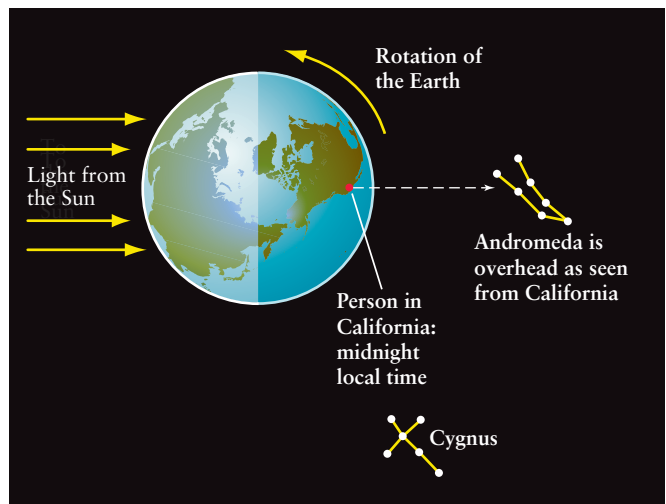 Rotation of
the Earth
Light from
the Sun
Andromeda is
overhead as seen
from California
Person in
California:
midnight
local time
Cygnus